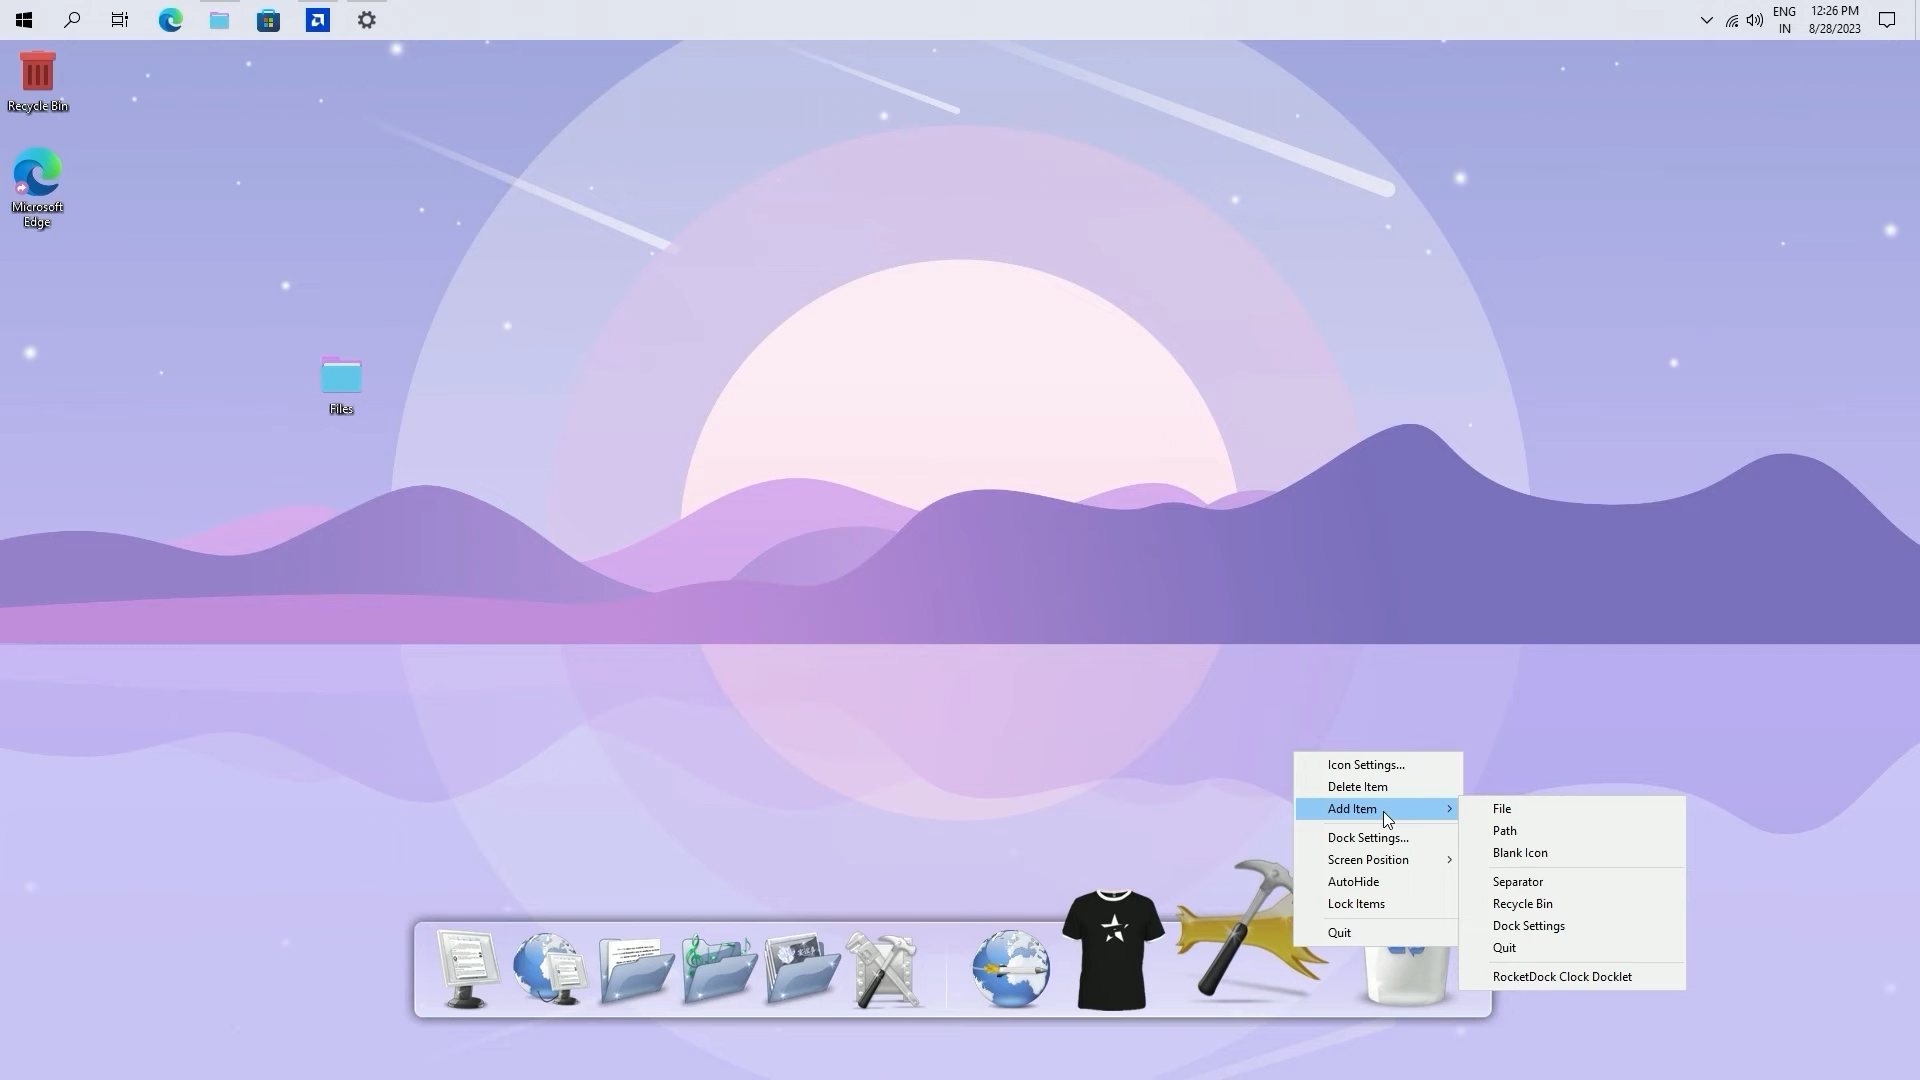 ENG
IN
12:26 PM
8/28/2023
Recycle Bin
Microsoft
Edge
Files
Icon Settings...
Delete Item
Add Item
Dock Settings...
Screen Position
AutoHide
Lock Items
Quit
File
Path
Blank Icon
Separator
Recycle Bin
Dock Settings
Quit
RocketDock Clock Docklet